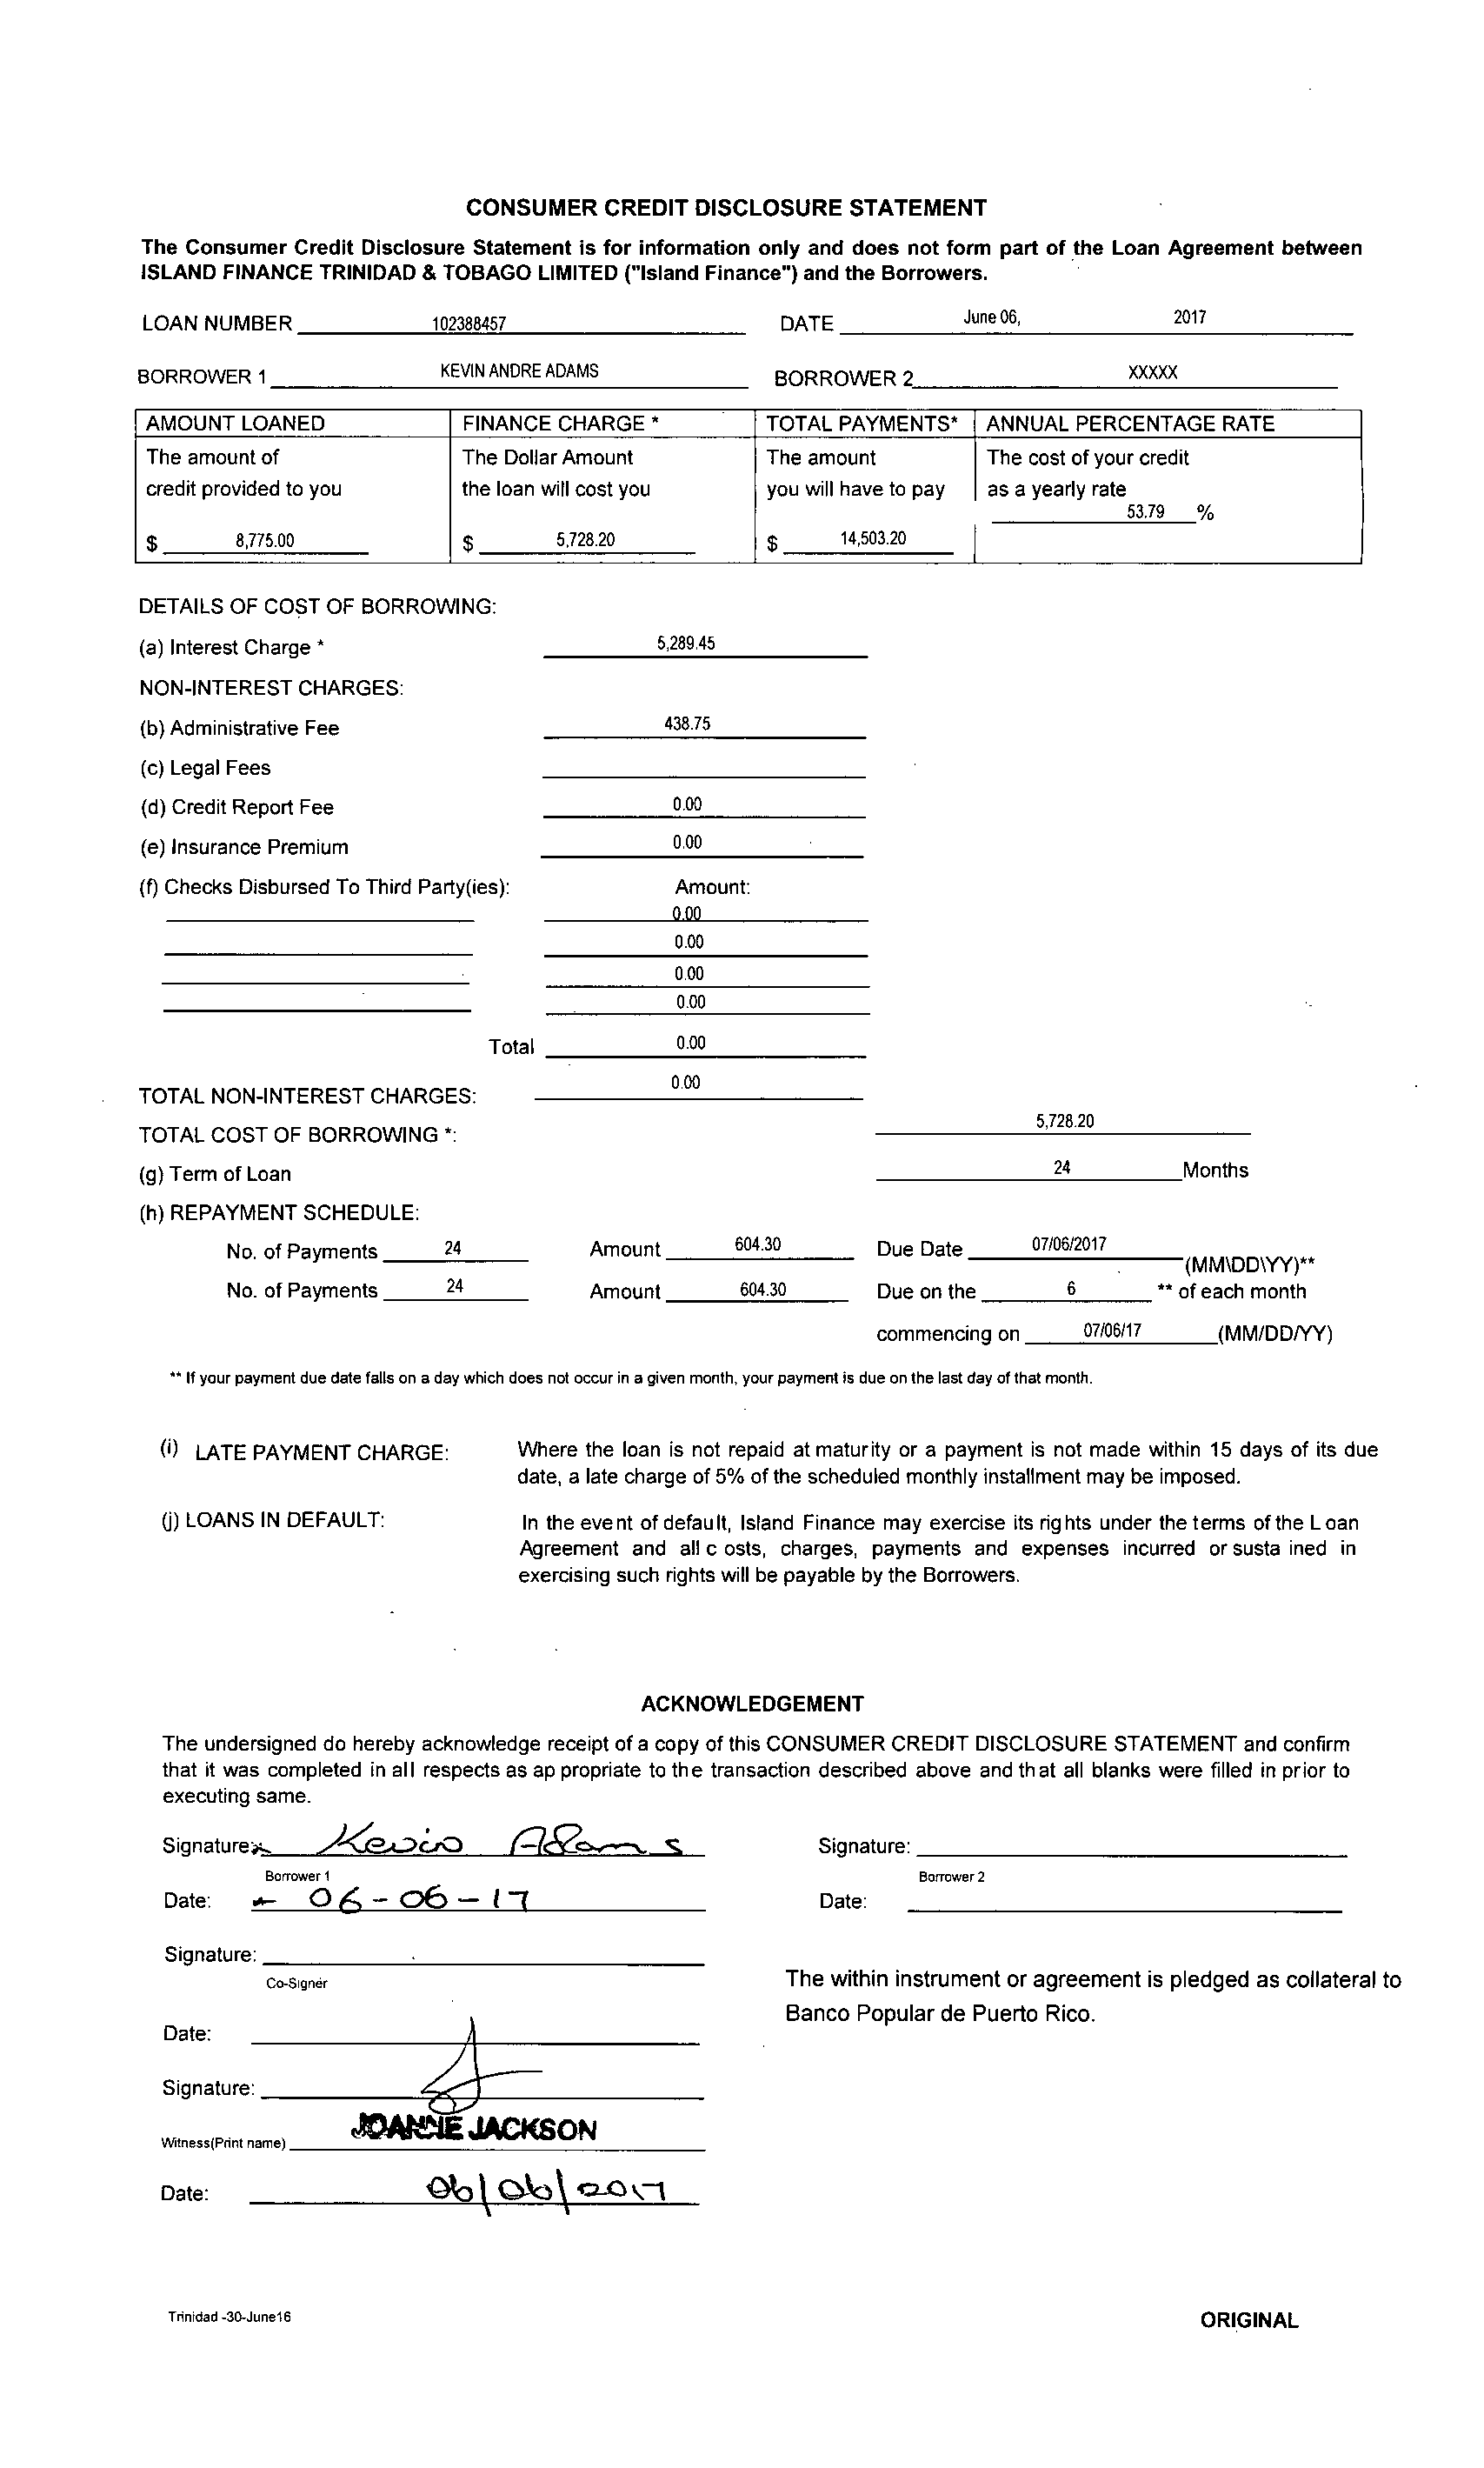 CONSUMER CREDIT DISCLOSURE STATEMENT
The Consumer Credit Disclosure Statement is for information only and does not form part of the Loan Agreement between
ISLAND FINANCE TRINIDAD & TOBAGO LIMITED ("Island Finance") and the Borrowers.
LOAN NUMBER 102388457 DATE June 06, 2017
BORROWER 1 KEVIN ANDRE ADAMS BORROWER 2 XXXXX
AMOUNT LOANED FINANCE CHARGE * TOTAL PAYMENTS* ANNUAL PERCENTAGE RATE
The amount of The Dollar Amount The amount The cost of your credit
credit provided to you the loan will cost you you will have to pay as a yearly rate
53.79 %
$ 8,775.00 $ 5,728.20 $ 14,503.20
DETAILS OF COST OF BORROWING:
(a) Interest Charge * 5,289.45
NON-INTEREST CHARGES:
(b) Administrative Fee 438.75
(c) Legal Fees
(d) Credit Report Fee 0.00
(e) Insurance Premium 0.00
(f) Checks Disbursed To Third Party(ies): Amount:
0.00
0.00
0.00
0.00
Total 0.00
TOTAL NON-INTEREST CHARGES: 0.00
TOTAL COST OF BORROWING *: 5,728.20
(g) Term of Loan 24 Months
(h) REPAYMENT SCHEDULE:
No. of Payments 24 Amount 604.30 Due Date 07/06/2017 (MM\DD\YY)**
No. of Payments 24 Amount 604.30 Due on the 6 ** of each month
commencing on 07/06/17 (MM/DD/YY)
** If your payment due date falls on a day which does not occur in a given month, your payment is due on the last day of that month.
(i) LATE PAYMENT CHARGE: Where the loan is not repaid at maturity or a payment is not made within 15 days of its due
date, a late charge of 5% of the scheduled monthly installment may be imposed.
(j) LOANS IN DEFAULT: In the event of default, Island Finance may exercise its rights under the terms of the Loan
Agreement and all costs, charges, payments and expenses incurred or sustained in
exercising such rights will be payable by the Borrowers.
ACKNOWLEDGEMENT
The undersigned do hereby acknowledge receipt of a copy of this CONSUMER CREDIT DISCLOSURE STATEMENT and confirm
that it was completed in all respects as appropriate to the transaction described above and that all blanks were filled in prior to
executing same.
Signature: x Kevin Adams Signature:
Borrower 1 Borrower 2
Date: 06-06-17 Date:
Signature:
Co-Signer
The within instrument or agreement is pledged as collateral to
Banco Popular de Puerto Rico.
Date:
Signature:
Witness(Print name) JOANNE JACKSON
Date: 06/06/2017
Trinidad -30-June16 ORIGINAL